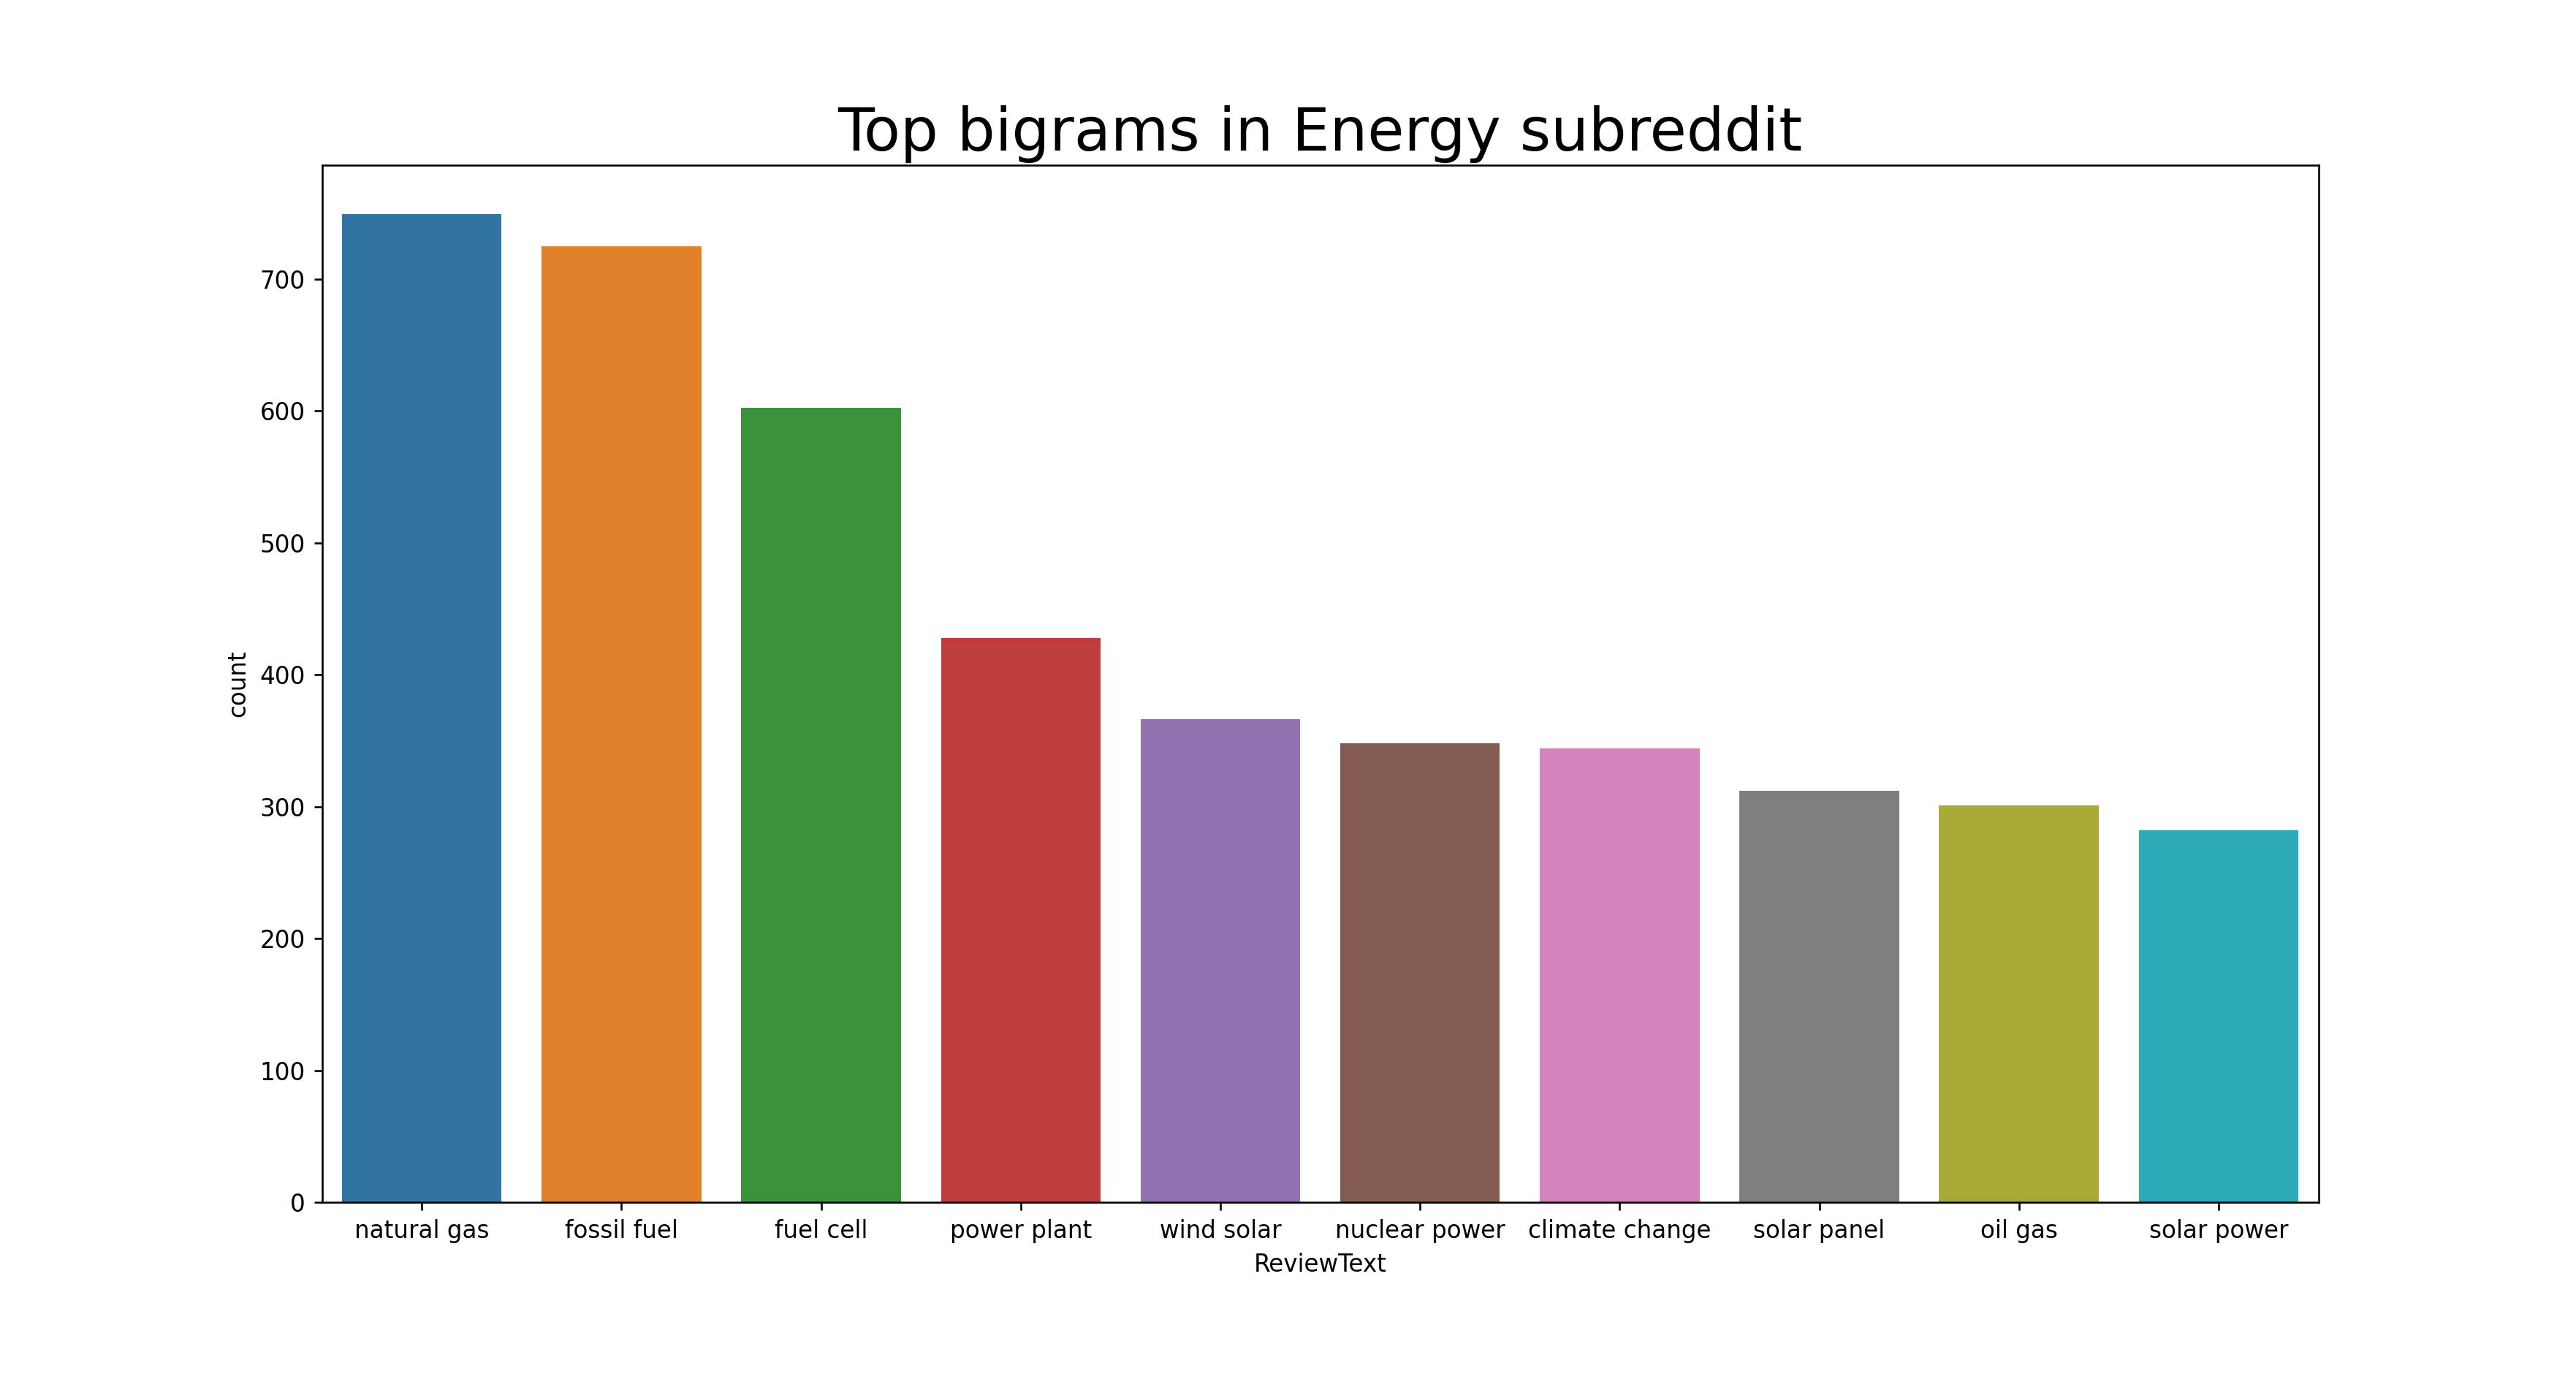 Top bigrams in Energy subreddit
700
600
500
400
300
200
100
0
count
natural gas fossil fuel fuel cell power plant wind solar nuclear power climate change solar panel oil gas solar power
ReviewText